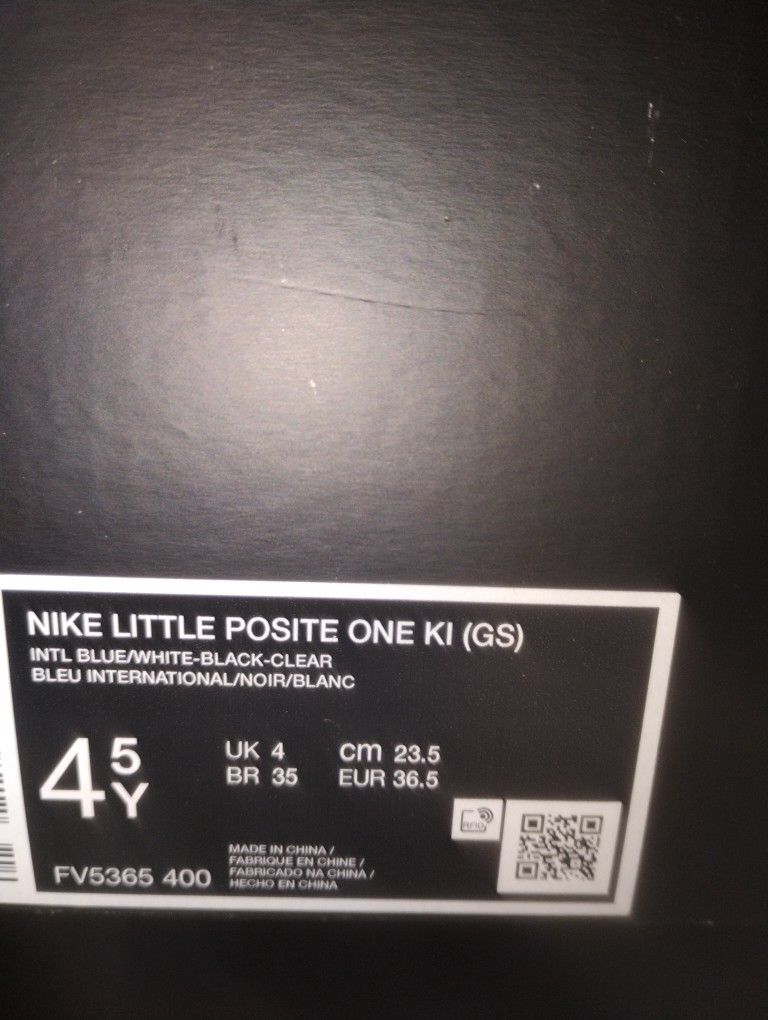 NIKE LITTLE POSITE ONE KI (GS)
INTL BLUE/WHITE-BLACK-CLEAR
BLEU INTERNATIONAL/NOIR/BLANC
4 5 Y
UK 4 cm 23.5
BR 35 EUR 36.5
RFID
MADE IN CHINA /
FABRIQUE EN CHINE /
FABRICADO NA CHINA /
HECHO EN CHINA
FV5365 400